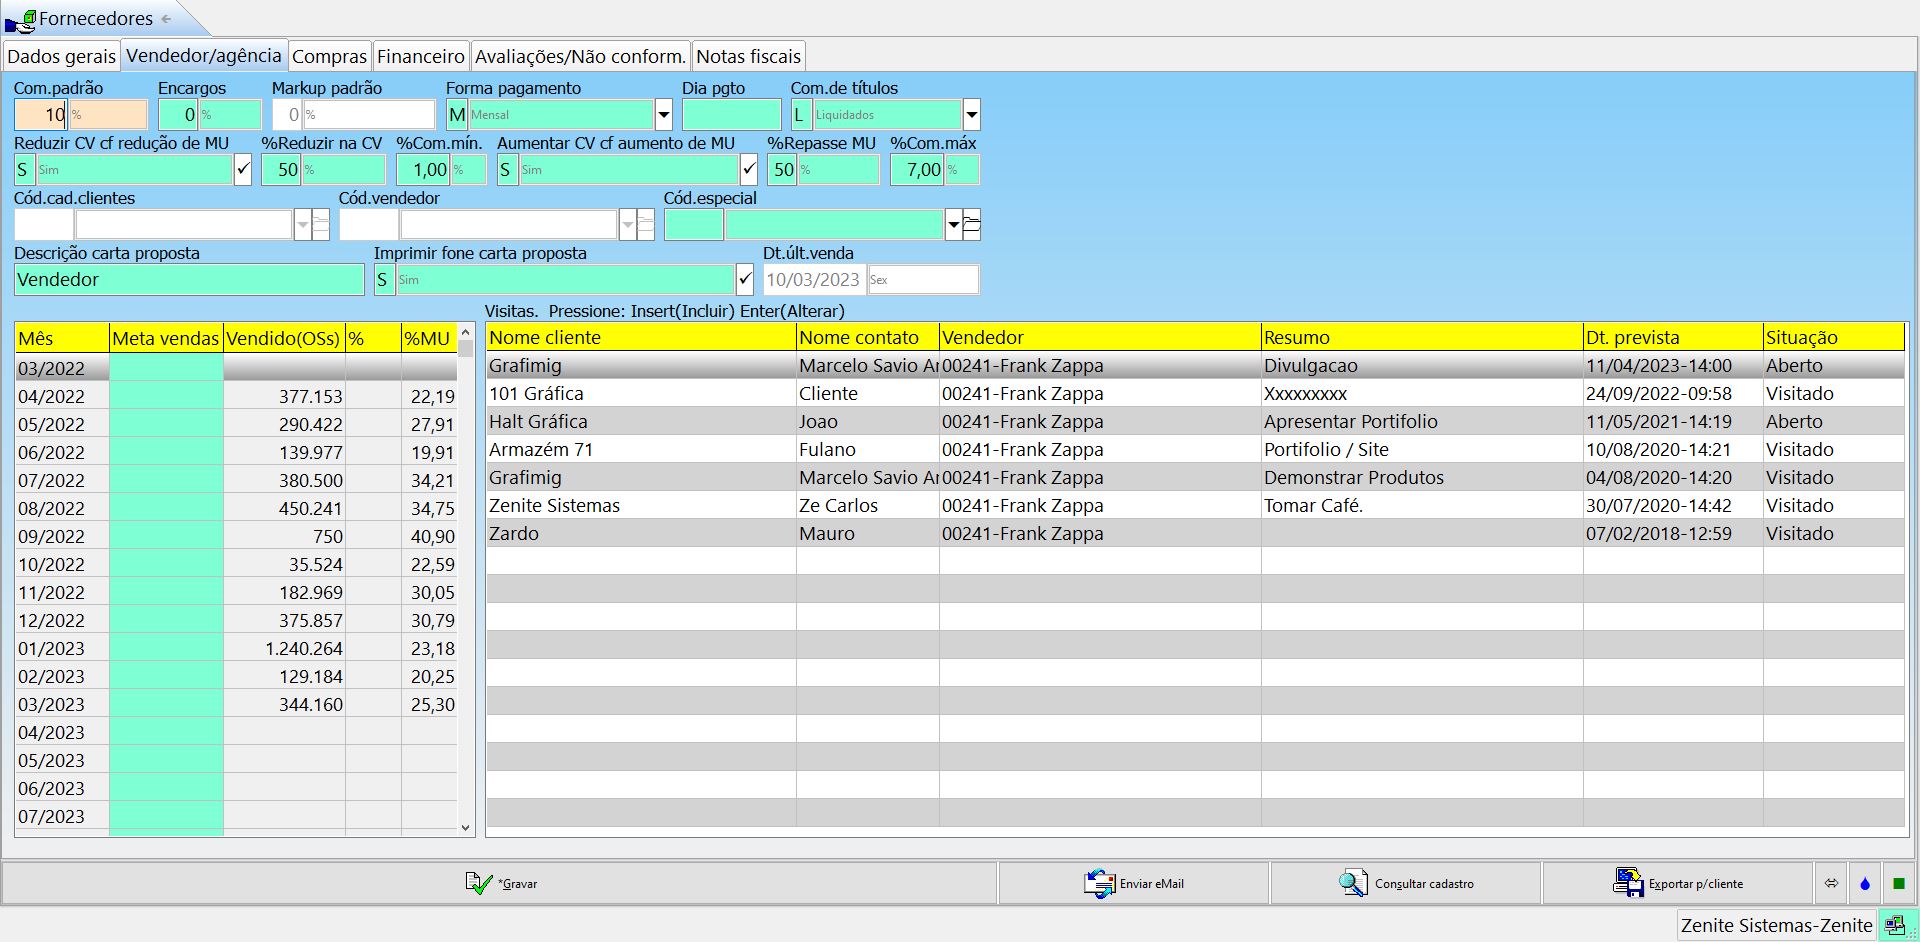 Fornecedores
Dados gerais Vendedor/agência Compras Financeiro Avaliações/Não conform. Notas fiscais
Com.padrão Encargos Markup padrão Forma pagamento Dia pgto Com.de títulos
10 % 0 % 0 % M Mensal L Liquidados
Reduzir CV cf redução de MU %Reduzir na CV %Com.mín. Aumentar CV cf aumento de MU %Repasse MU %Com.máx
S Sim 50 % 1,00 % S Sim 50 % 7,00 %
Cód.cad.clientes Cód.vendedor Cód.especial
Descrição carta proposta Imprimir fone carta proposta Dt.últ.venda
Vendedor S Sim 10/03/2023 Sex
Visitas. Pressione: Insert(Incluir) Enter(Alterar)
Mês Meta vendas Vendido(OSs) % %MU
03/2022
04/2022 377.153 22,19
05/2022 290.422 27,91
06/2022 139.977 19,91
07/2022 380.500 34,21
08/2022 450.241 34,75
09/2022 750 40,90
10/2022 35.524 22,59
11/2022 182.969 30,05
12/2022 375.857 30,79
01/2023 1.240.264 23,18
02/2023 129.184 20,25
03/2023 344.160 25,30
04/2023
05/2023
06/2023
07/2023
Nome cliente Nome contato Vendedor Resumo Dt. prevista Situação
Grafimig Marcelo Savio Ar 00241-Frank Zappa Divulgacao 11/04/2023-14:00 Aberto
101 Gráfica Cliente 00241-Frank Zappa Xxxxxxxxx 24/09/2022-09:58 Visitado
Halt Gráfica Joao 00241-Frank Zappa Apresentar Portifolio 11/05/2021-14:19 Aberto
Armazém 71 Fulano 00241-Frank Zappa Portifolio / Site 10/08/2020-14:21 Visitado
Grafimig Marcelo Savio Ar 00241-Frank Zappa Demonstrar Produtos 04/08/2020-14:20 Visitado
Zenite Sistemas Ze Carlos 00241-Frank Zappa Tomar Café. 30/07/2020-14:42 Visitado
Zardo Mauro 00241-Frank Zappa 07/02/2018-12:59 Visitado
*Gravar Enviar eMail Consultar cadastro Exportar p/cliente
Zenite Sistemas-Zenite